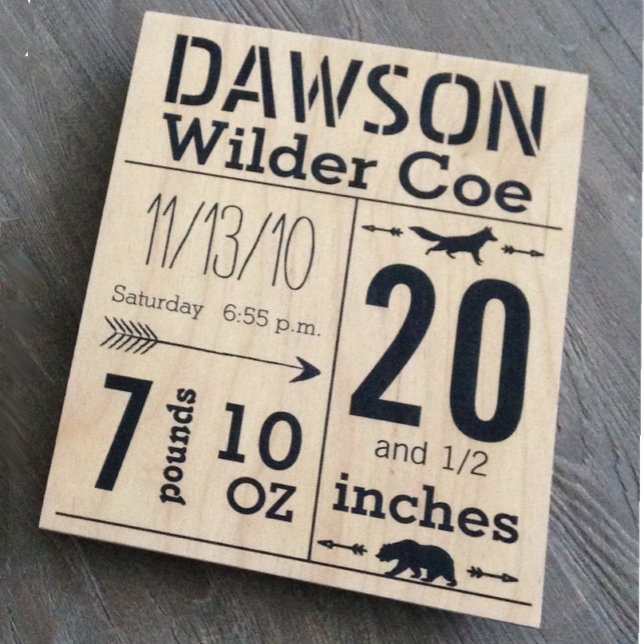 DAWSON
Wilder Coe
11/13/10
Saturday 6:55 p.m.
7 pounds 10 OZ
20
and 1/2
inches